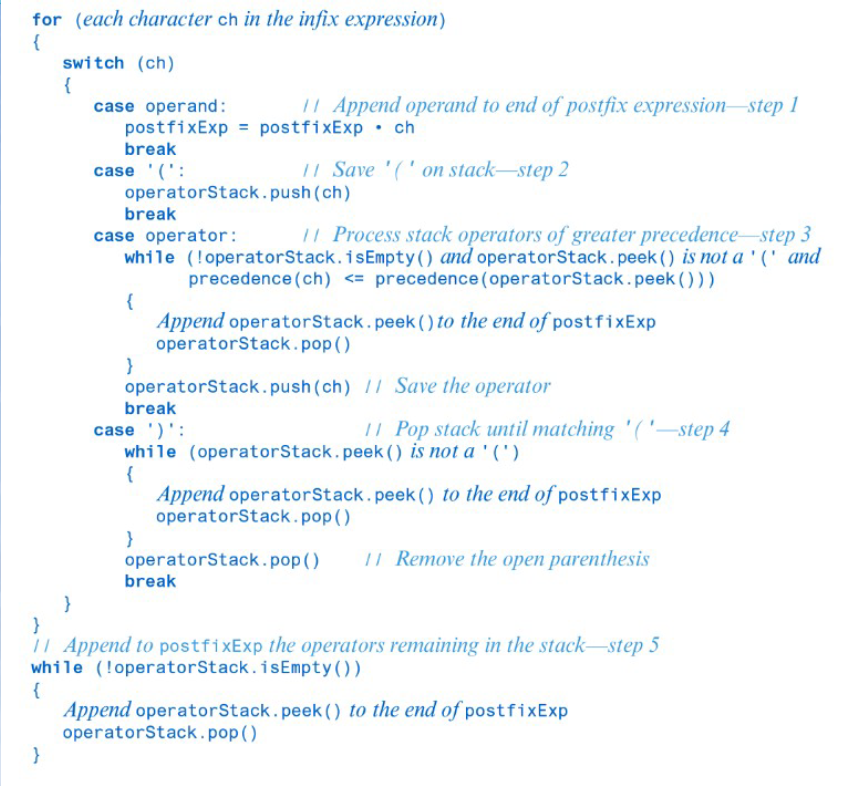 for (each character ch in the infix expression)
{
switch (ch)
{
case operand: // Append operand to end of postfix expression—step 1
postfixExp = postfixExp • ch
break
case '(': // Save '(' on stack—step 2
operatorStack.push(ch)
break
case operator: // Process stack operators of greater precedence—step 3
while (!operatorStack.isEmpty() and operatorStack.peek() is not a '(' and
precedence(ch) <= precedence(operatorStack.peek()))
{
Append operatorStack.peek() to the end of postfixExp
operatorStack.pop()
}
operatorStack.push(ch) // Save the operator
break
case ')': // Pop stack until matching '('—step 4
while (operatorStack.peek() is not a '(')
{
Append operatorStack.peek() to the end of postfixExp
operatorStack.pop()
}
operatorStack.pop() // Remove the open parenthesis
break
}
}
// Append to postfixExp the operators remaining in the stack—step 5
while (!operatorStack.isEmpty())
{
Append operatorStack.peek() to the end of postfixExp
operatorStack.pop()
}